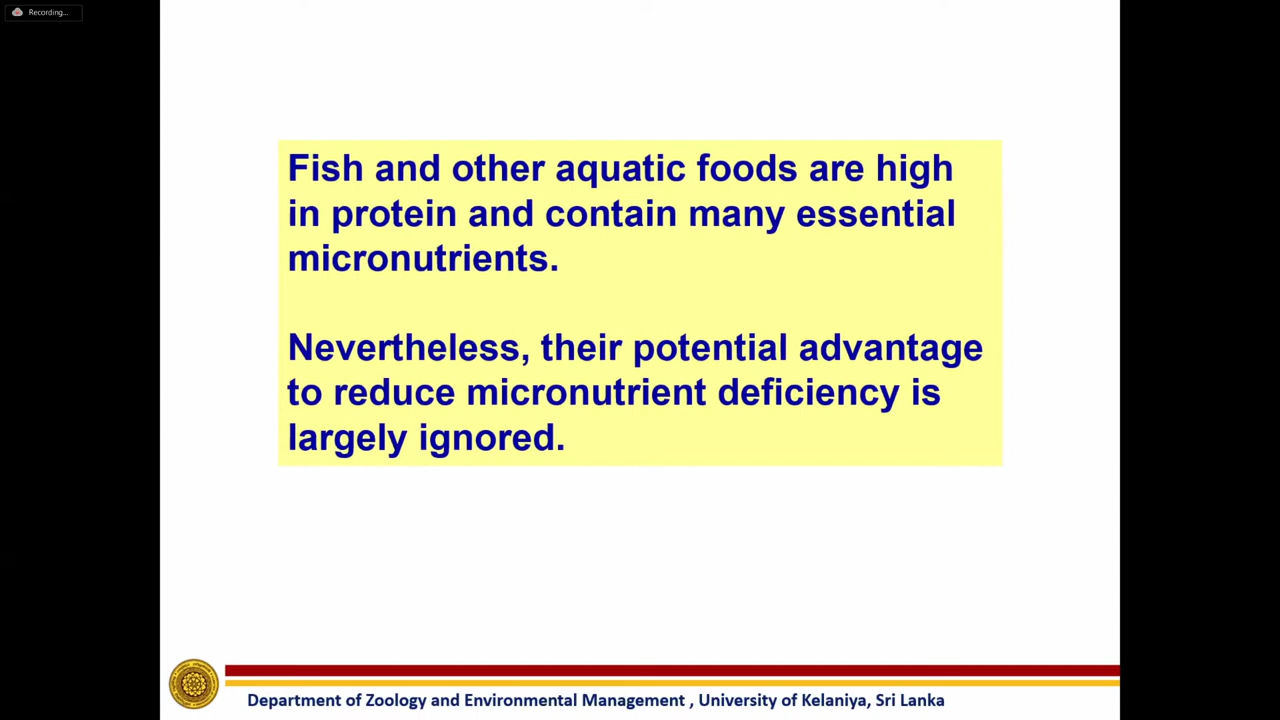 Recording...
Fish and other aquatic foods are high
in protein and contain many essential
micronutrients.
Nevertheless, their potential advantage
to reduce micronutrient deficiency is
largely ignored.
Department of Zoology and Environmental Management , University of Kelaniya, Sri Lanka